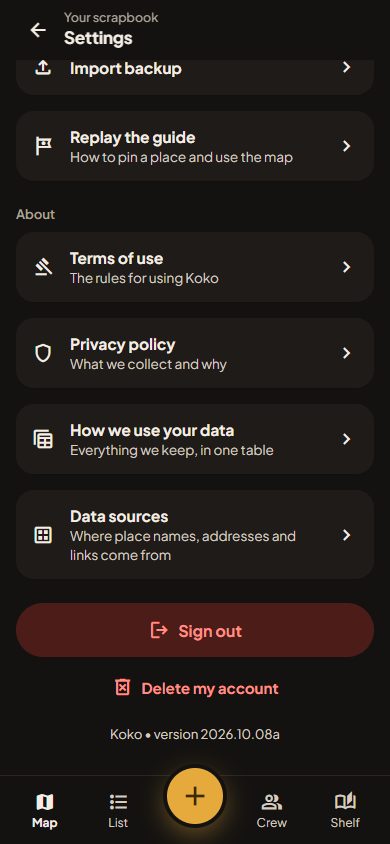 Your scrapbook
Settings
Import backup
Replay the guide
How to pin a place and use the map
About
Terms of use
The rules for using Koko
Privacy policy
What we collect and why
How we use your data
Everything we keep, in one table
Data sources
Where place names, addresses and
links come from
Sign out
Delete my account
Koko • version 2026.10.08a
Map
List
Crew
Shelf